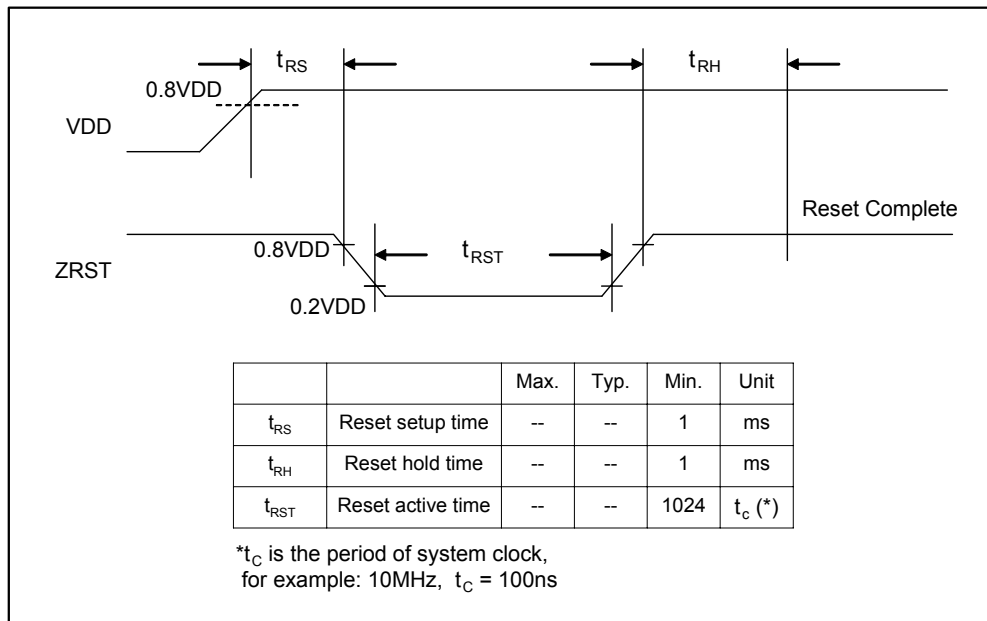 tRS
tRH
0.8VDD
VDD
Reset Complete
0.8VDD
tRST
ZRST
0.2VDD
Max. Typ. Min. Unit
tRS Reset setup time -- -- 1 ms
tRH Reset hold time -- -- 1 ms
tRST Reset active time -- -- 1024 tc (*)
*tC is the period of system clock,
for example: 10MHz, tC = 100ns